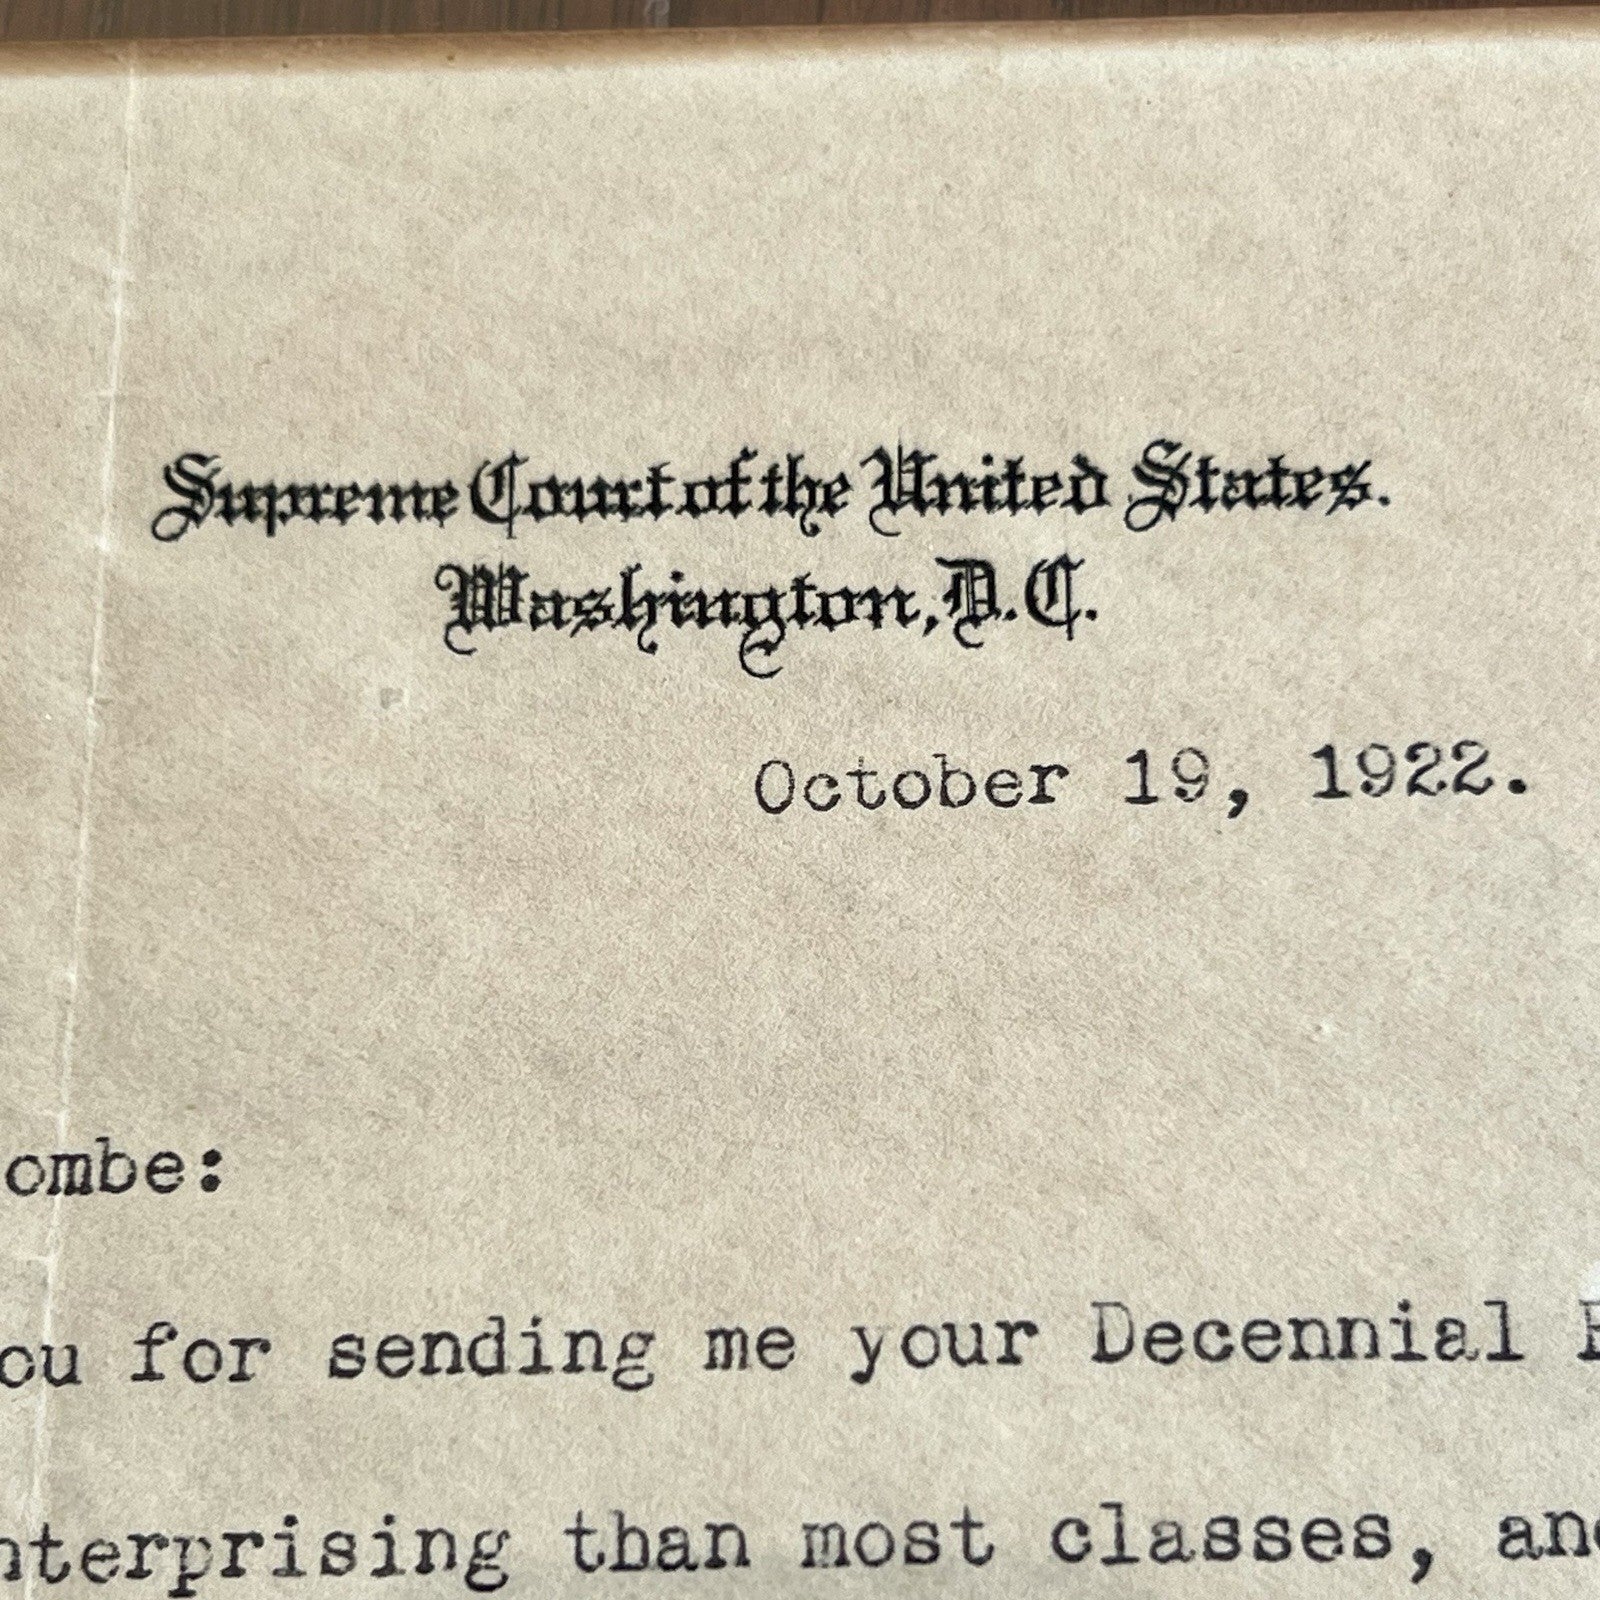 Supreme Court of the United States.
Washington, D.C.
October 19, 1922.
ombe:
ou for sending me your Decennial
nterprising than most classes, and